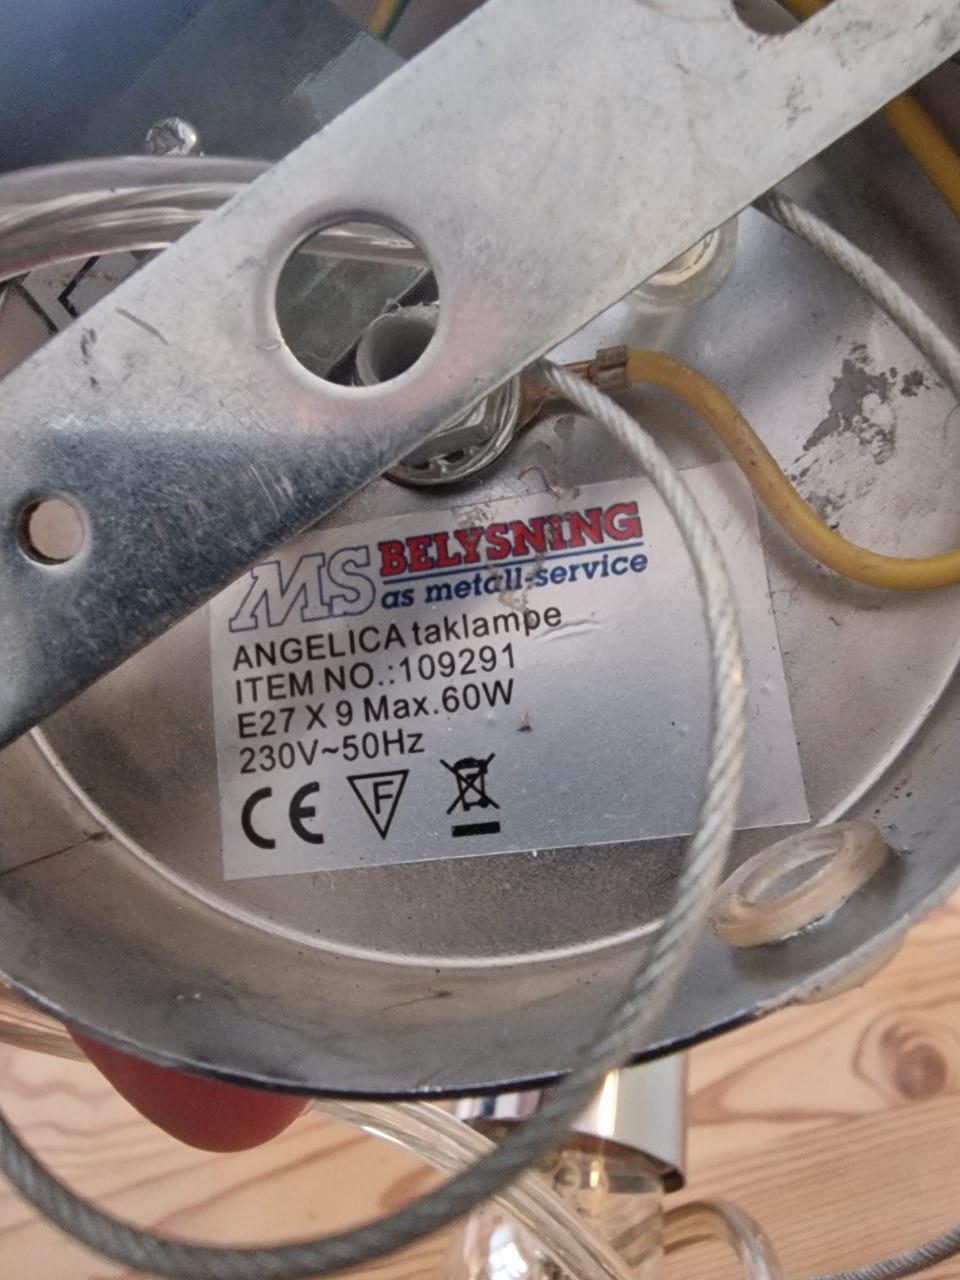 MS BELYSNING
as metall-service
ANGELICA taklampe
ITEM NO.:109291
E27 X 9 Max.60W
230V~50Hz
CE F